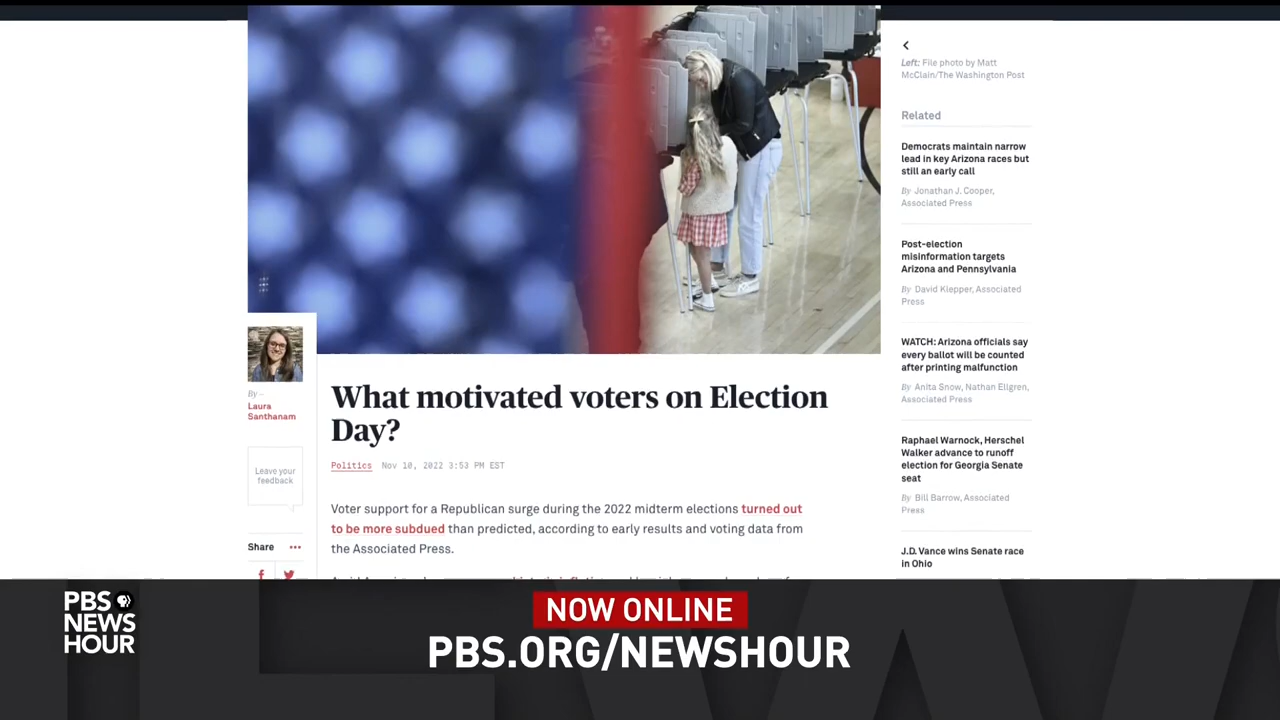 Left: File photo by Matt
McClain/The Washington Post
Related
Democrats maintain narrow
lead in key Arizona races but
still an early call
By Jonathan J. Cooper,
Associated Press
Post-election
misinformation targets
Arizona and Pennsylvania
By David Klepper, Associated
Press
WATCH: Arizona officials say
every ballot will be counted
after printing malfunction
By Anita Snow, Nathan Ellgren,
Associated Press
Raphael Warnock, Herschel
Walker advance to runoff
election for Georgia Senate
seat
By Bill Barrow, Associated
Press
J.D. Vance wins Senate race
in Ohio
By –
Laura
Santhanam
Leave your
feedback
Share
What motivated voters on Election
Day?
Politics Nov 10, 2022 3:53 PM EST
Voter support for a Republican surge during the 2022 midterm elections turned out
to be more subdued than predicted, according to early results and voting data from
the Associated Press.
PBS
NEWS
HOUR
NOW ONLINE
PBS.ORG/NEWSHOUR